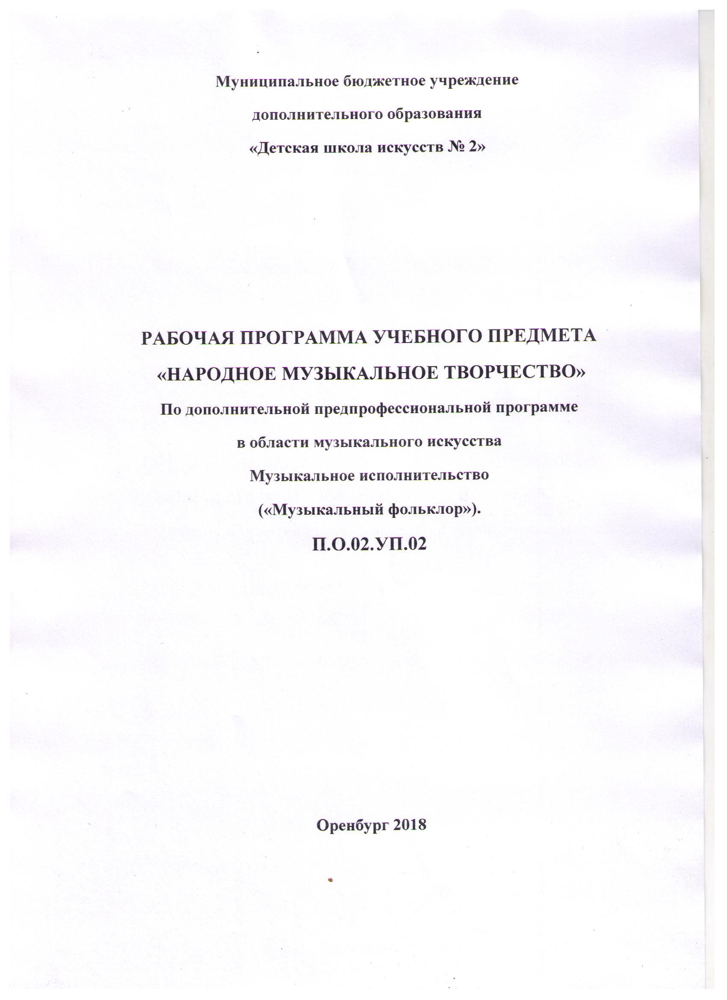 Муниципальное бюджетное учреждение
дополнительного образования
«Детская школа искусств № 2»
РАБОЧАЯ ПРОГРАММА УЧЕБНОГО ПРЕДМЕТА
«НАРОДНОЕ МУЗЫКАЛЬНОЕ ТВОРЧЕСТВО»
По дополнительной предпрофессиональной программе
в области музыкального искусства
Музыкальное исполнительство
(«Музыкальный фольклор»).
П.О.02.УП.02
Оренбург 2018